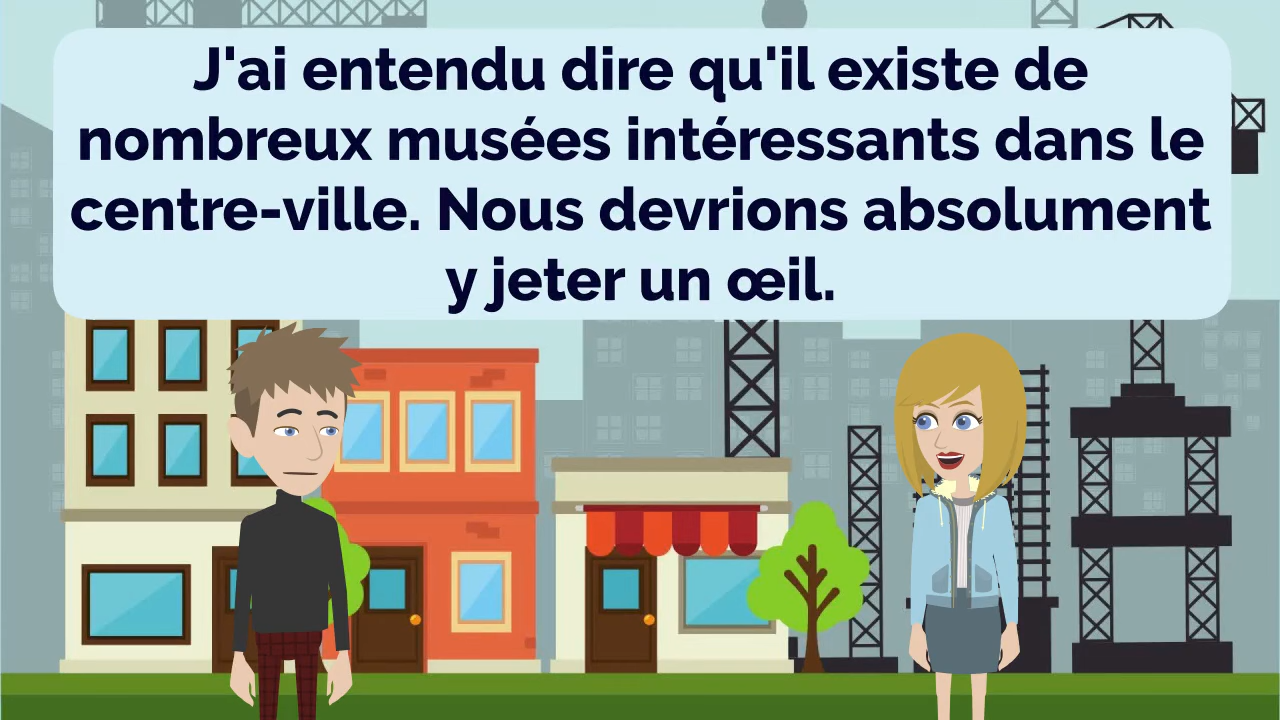 J'ai entendu dire qu'il existe de
nombreux musées intéressants dans le
centre-ville. Nous devrions absolument
y jeter un œil.